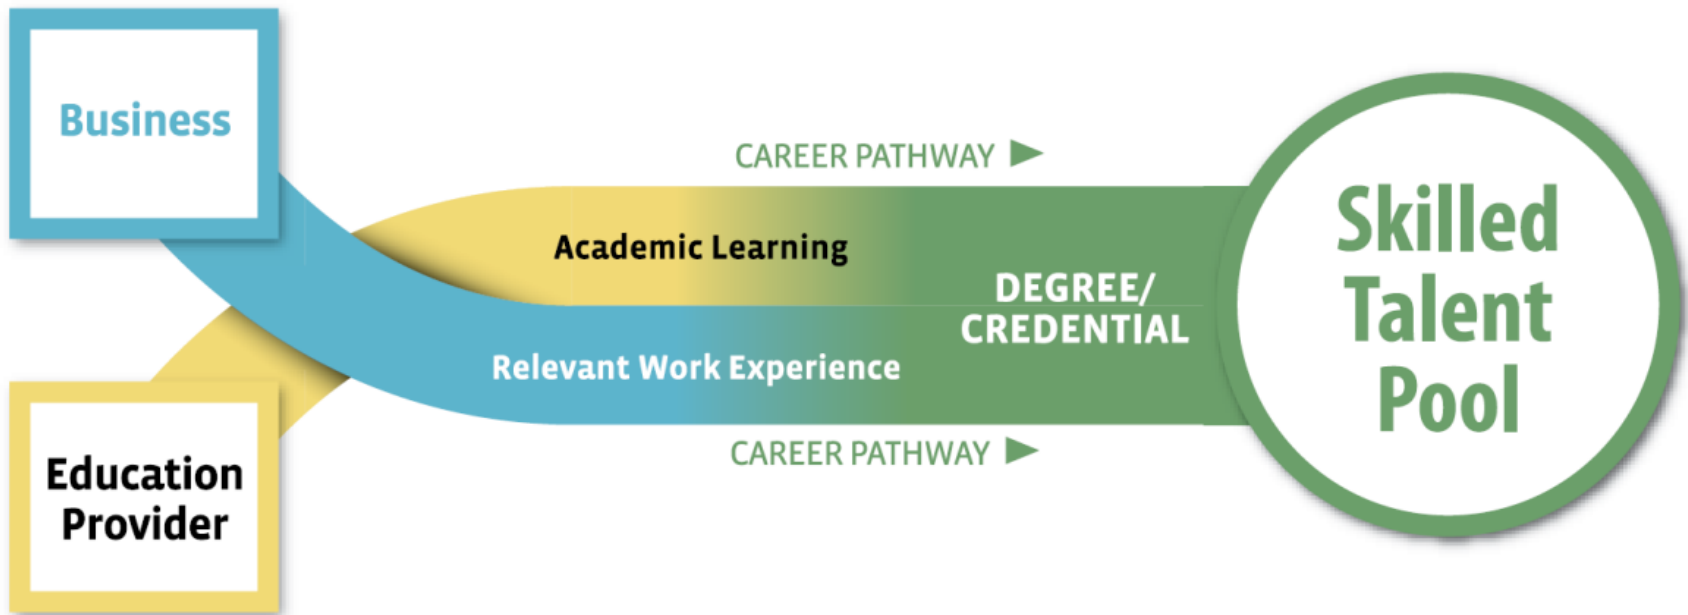 Business
Education
Provider
CAREER PATHWAY
Academic Learning
Relevant Work Experience
CAREER PATHWAY
DEGREE/
CREDENTIAL
Skilled
Talent
Pool